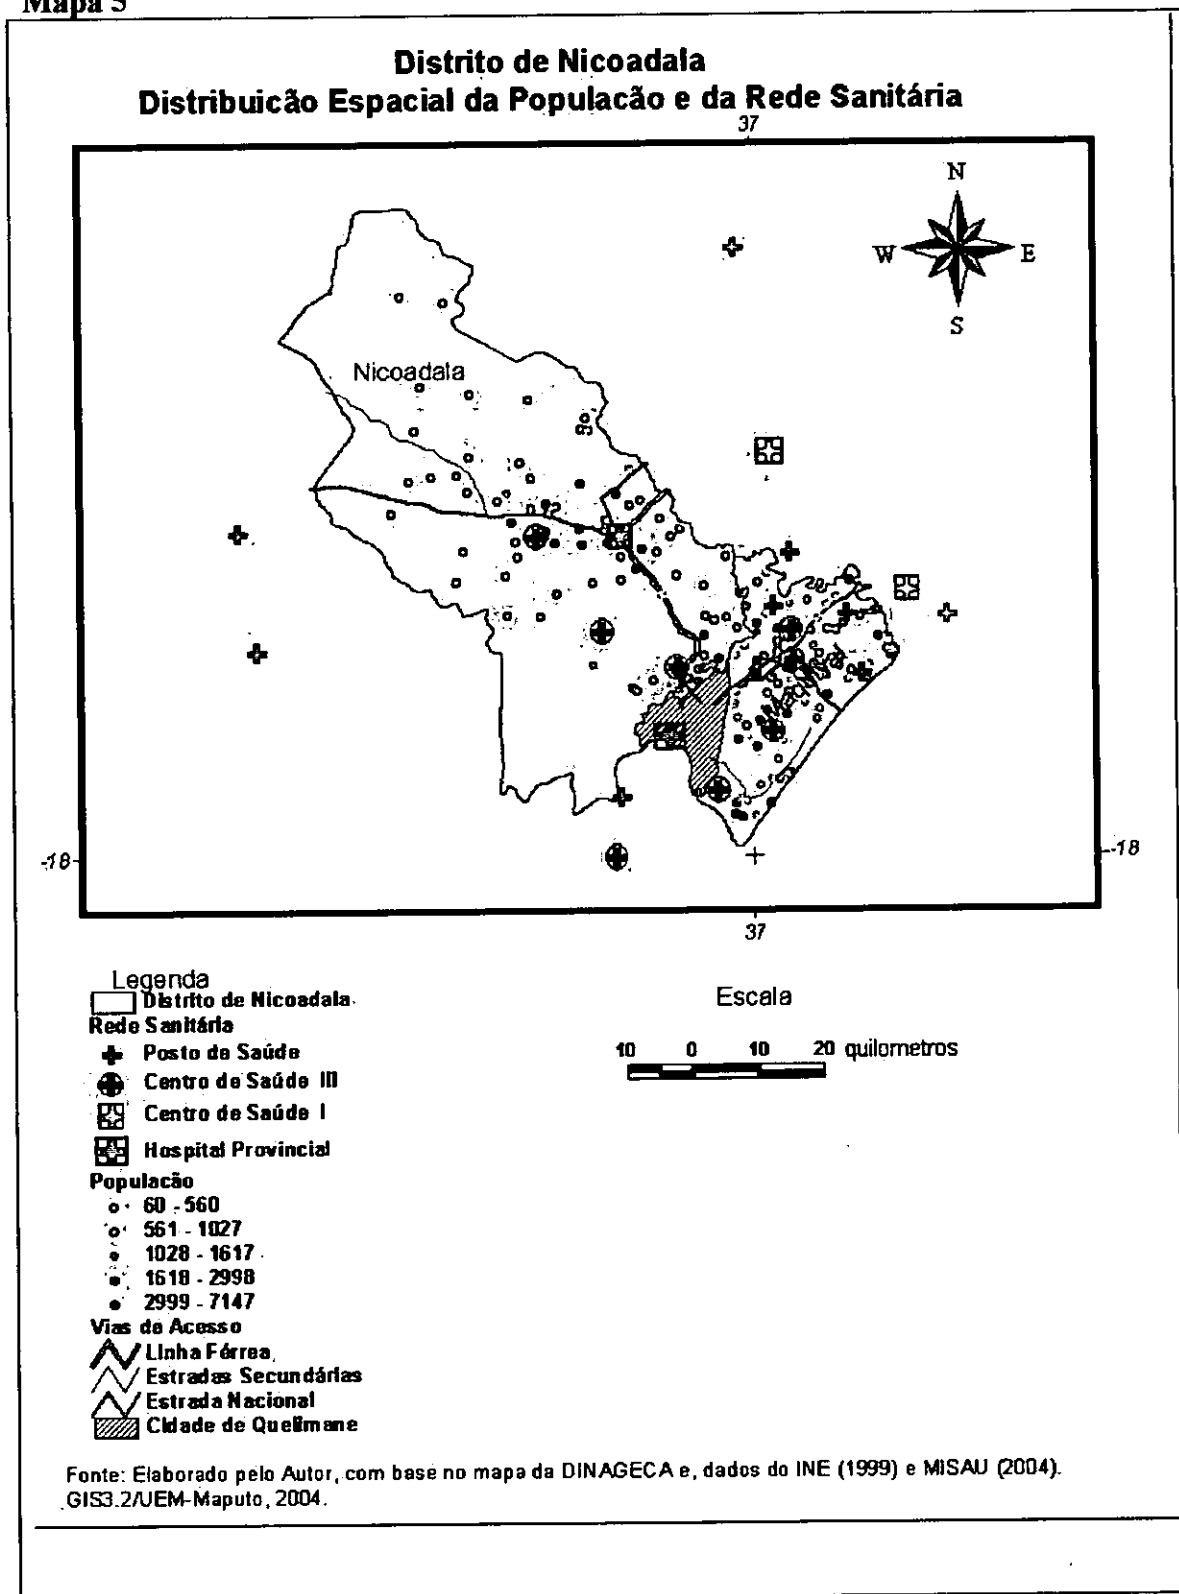 Mapa 5
Distrito de Nicoadala
Distribuicão Espacial da Populacão e da Rede Sanitária
37
N
W E
S
Nicoadala
-18 -18
37
Legenda
Distrito de Nicoadala
Rede Sanitária
Posto de Saúde
Centro de Saúde III
Centro de Saúde I
Hospital Provincial
Populacão
60 - 560
561 - 1027
1028 - 1617
1618 - 2998
2999 - 7147
Vias de Acesso
Linha Férrea
Estradas Secundárias
Estrada Nacional
Cidade de Quelimane
Escala
10 0 10 20 quilometros
Fonte: Elaborado pelo Autor, com base no mapa da DINAGECA e, dados do INE (1999) e MISAU (2004).
GIS3.2/UEM-Maputo, 2004.